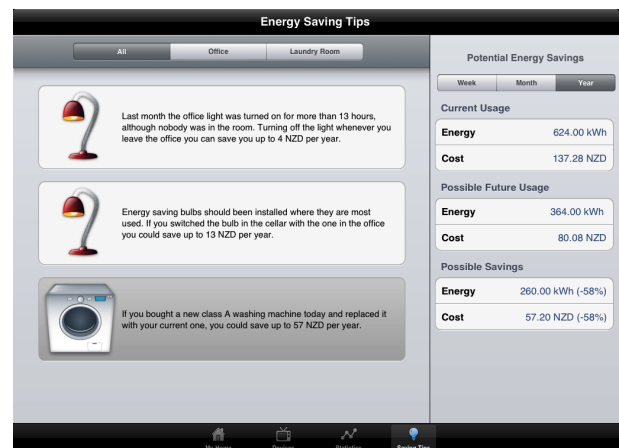 Energy Saving Tips
All Office Laundry Room
Last month the office light was turned on for more than 13 hours,
although nobody was in the room. Turning off the light whenever you
leave the office you can save you up to 4 NZD per year.
Energy saving bulbs should been installed where they are most
used. If you switched the bulb in the cellar with the one in the office
you could save up to 13 NZD per year.
If you bought a new class A washing machine today and replaced it
with your current one, you could save up to 57 NZD per year.
Potential Energy Savings
Week Month Year
Current Usage
Energy 624.00 kWh
Cost 137.28 NZD
Possible Future Usage
Energy 364.00 kWh
Cost 80.08 NZD
Possible Savings
Energy 260.00 kWh (-58%)
Cost 57.20 NZD (-58%)
My Home Devices Statistics Saving Tips